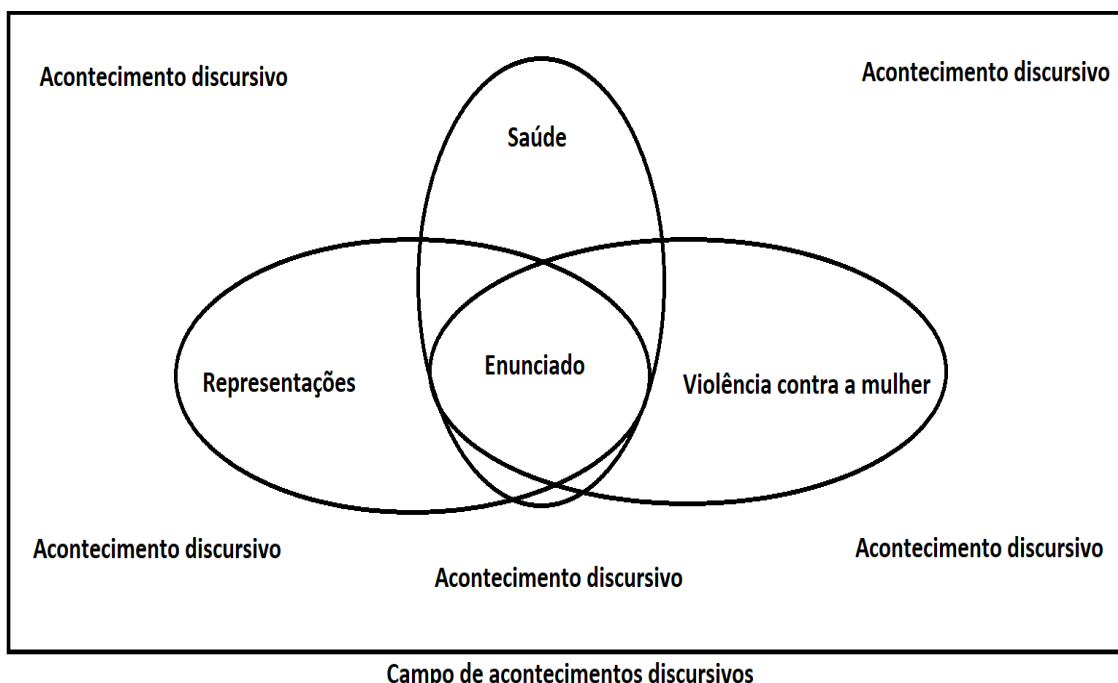 Acontecimento discursivo
Acontecimento discursivo
Saúde
Representações
Enunciado
Violência contra a mulher
Acontecimento discursivo
Acontecimento discursivo
Acontecimento discursivo
Campo de acontecimentos discursivos